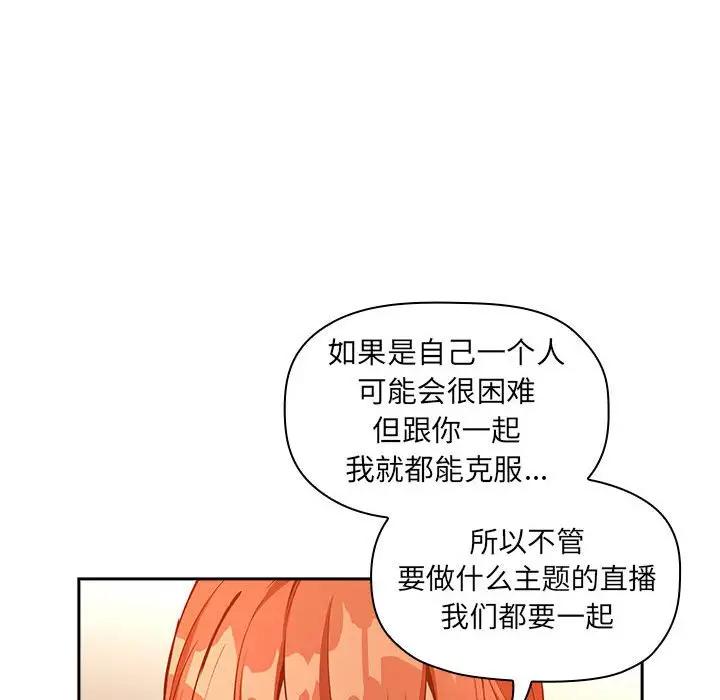 如果是自己一个人
可能会很困难
但跟你一起
我就都能克服...
所以不管
要做什么主题的直播
我们都要一起